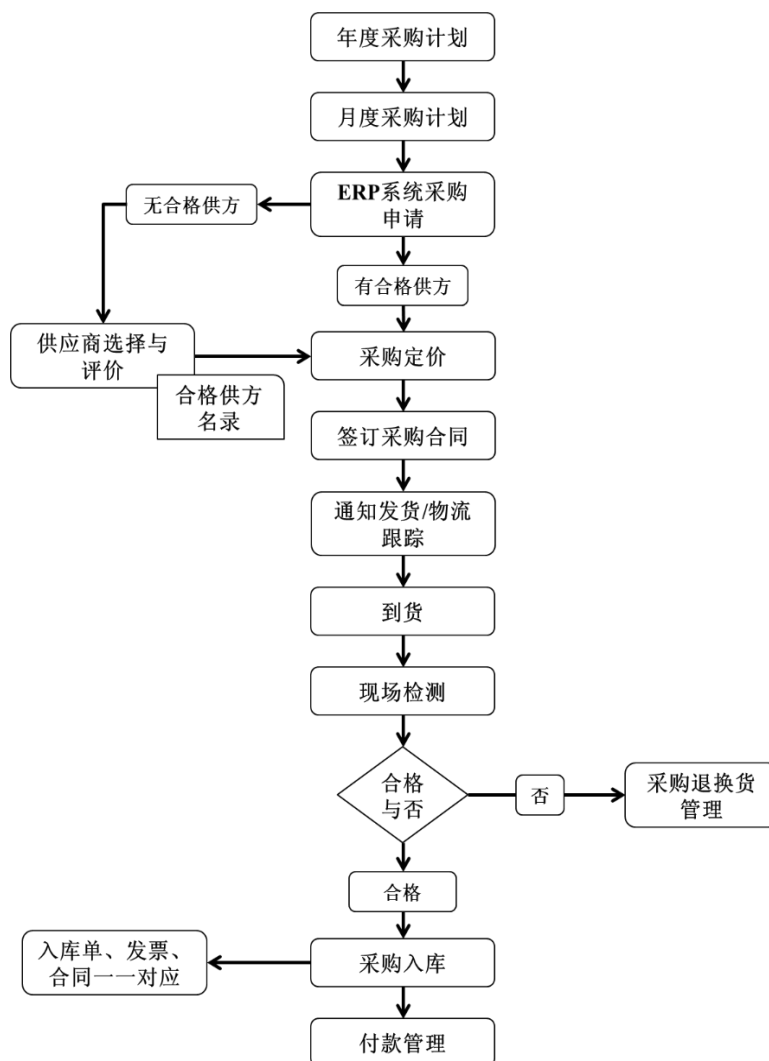 年度采购计划
月度采购计划
ERP系统采购
申请
无合格供方
有合格供方
供应商选择与
评价
采购定价
合格供方
名录
签订采购合同
通知发货/物流
跟踪
到货
现场检测
合格
与否
否
采购退换货
管理
合格
采购入库
入库单、发票、
合同一一对应
付款管理